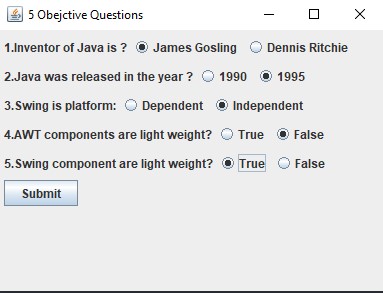 5 Obejctive Questions
1.Inventor of Java is ? James Gosling Dennis Ritchie
2.Java was released in the year ? 1990 1995
3.Swing is platform: Dependent Independent
4.AWT components are light weight? True False
5.Swing component are light weight? True False
Submit